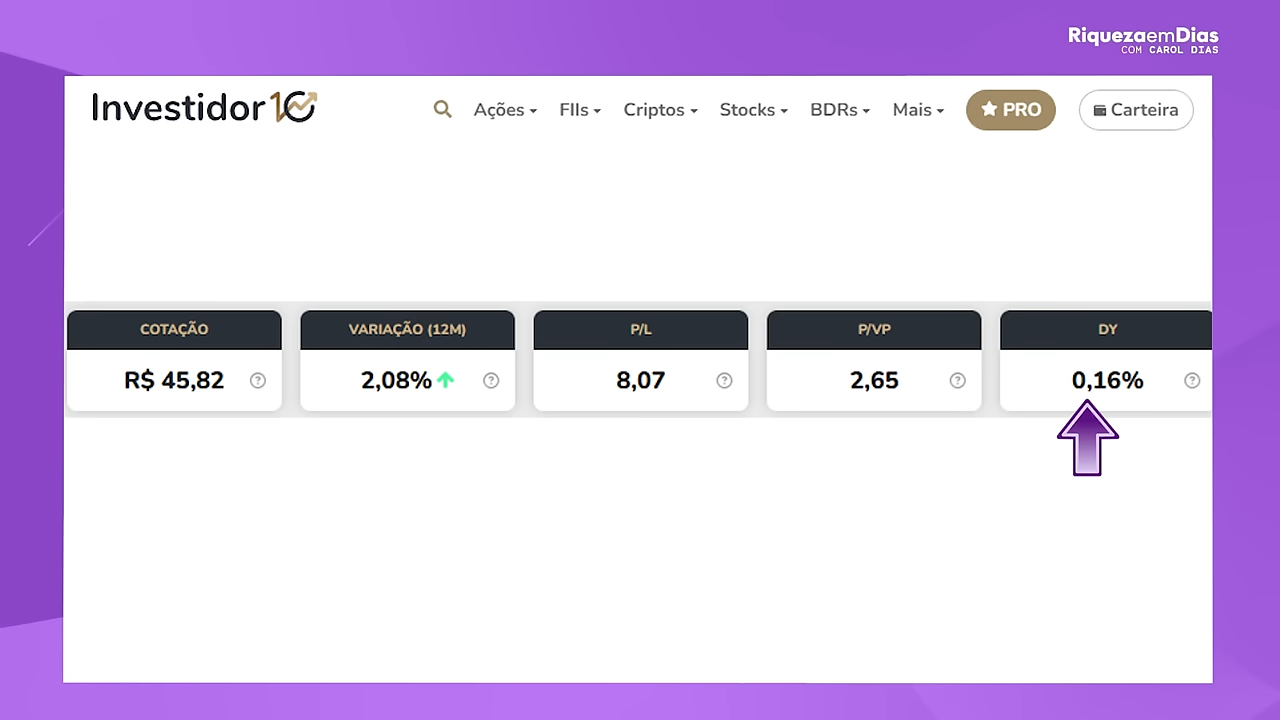 RiquezaemDias
COM CAROL DIAS
Investidor10
Ações FIIs Criptos Stocks BDRs Mais PRO Carteira
COTAÇÃO VARIAÇÃO (12M) P/L P/VP DY
R$ 45,82 ? 2,08% ? 8,07 ? 2,65 ? 0,16% ?